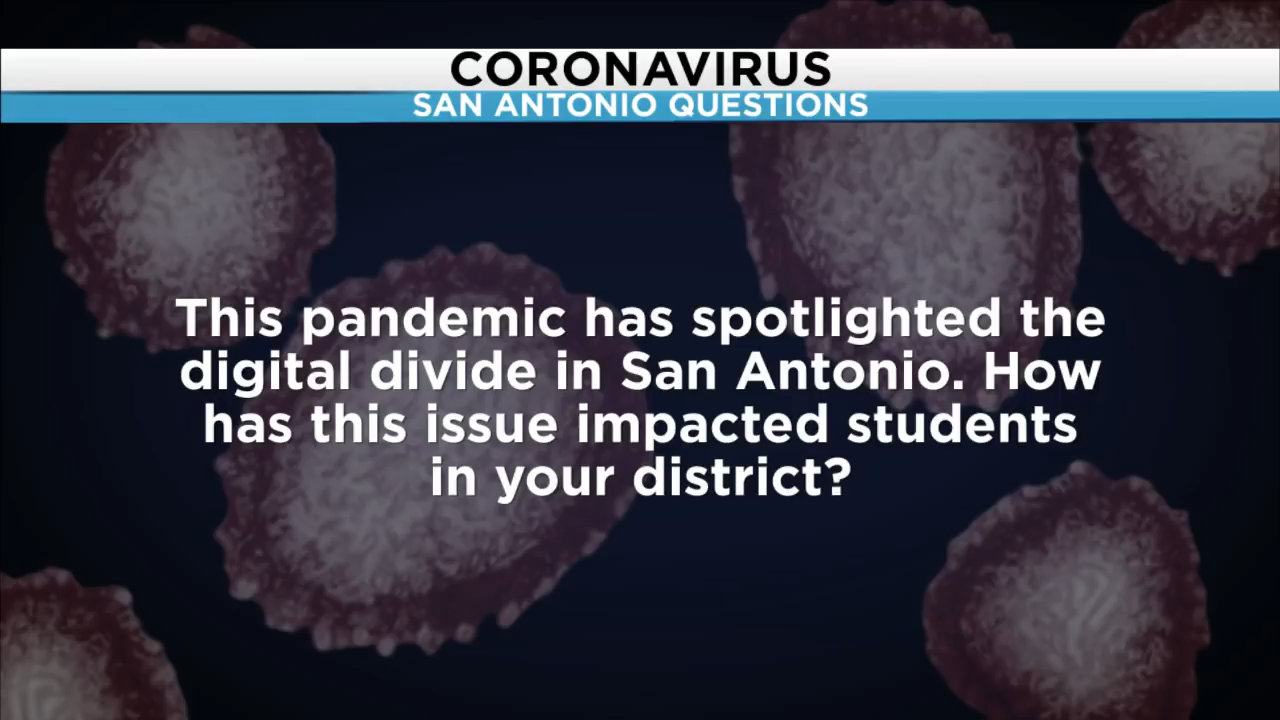 CORONAVIRUS
SAN ANTONIO QUESTIONS
This pandemic has spotlighted the
digital divide in San Antonio. How
has this issue impacted students
in your district?